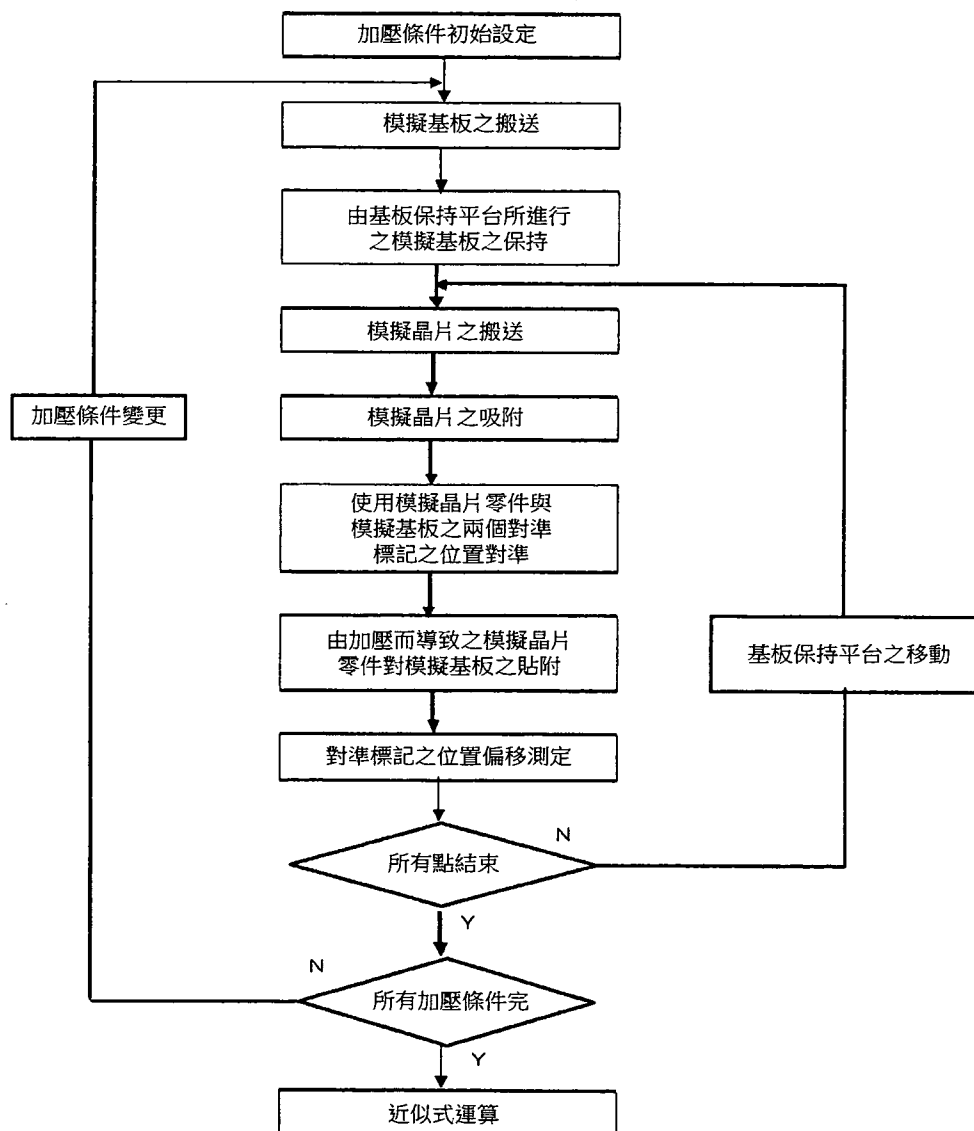 加壓條件初始設定
模擬基板之搬送
由基板保持平台所進行
之模擬基板之保持
模擬晶片之搬送
加壓條件變更
模擬晶片之吸附
使用模擬晶片零件與
模擬基板之兩個對準
標記之位置對準
由加壓而導致之模擬晶片
零件對模擬基板之貼附
基板保持平台之移動
對準標記之位置偏移測定
N
所有點結束
Y
N
所有加壓條件完
Y
近似式運算